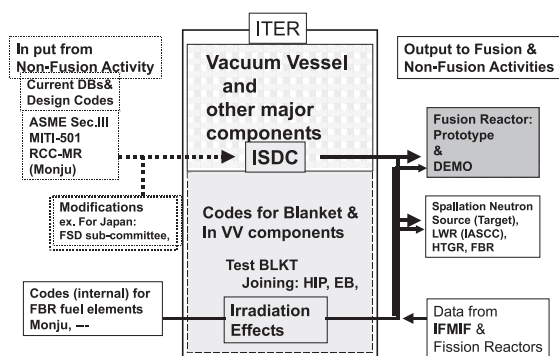 ITER
In put from
Non-Fusion Activity
Current DBs&
Design Codes
ASME Sec.III
MITI-501
RCC-MR
(Monju)
Modifications
ex. For Japan:
FSD sub-committee,
Codes (internal) for
FBR fuel elements
Monju, ---
Vacuum Vessel
and
other major
components
ISDC
Codes for Blanket &
In VV components
Test BLKT
Joining: HIP, EB,
Irradiation
Effects
Output to Fusion &
Non-Fusion Activities
Fusion Reactor:
Prototype
&
DEMO
Spallation Neutron
Source (Target),
LWR (IASCC),
HTGR, FBR
Data from
IFMIF &
Fission Reactors